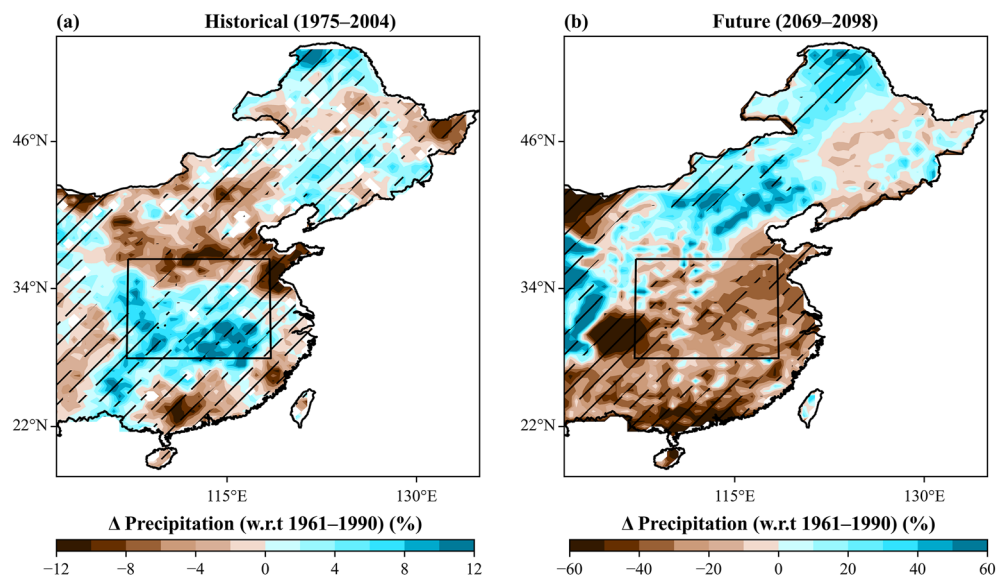 (a) Historical (1975–2004)
(b) Future (2069–2098)
46°N
34°N
22°N
115°E 130°E
46°N
34°N
22°N
115°E 130°E
Δ Precipitation (w.r.t 1961–1990) (%)
−12 −8 −4 0 4 8 12
Δ Precipitation (w.r.t 1961–1990) (%)
−60 −40 −20 0 20 40 60